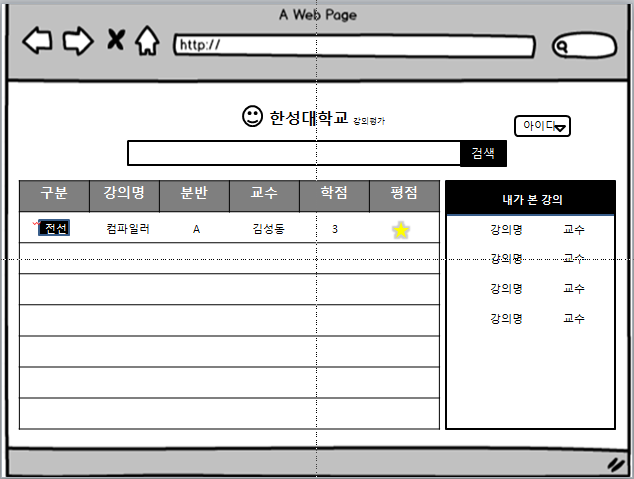 A Web Page
http://
한성대학교 강의평가
아이디
검색
구분 강의명 분반 교수 학점 평점
전선 컴파일러 A 김성동 3
내가 본 강의
강의명 교수
강의명 교수
강의명 교수
강의명 교수